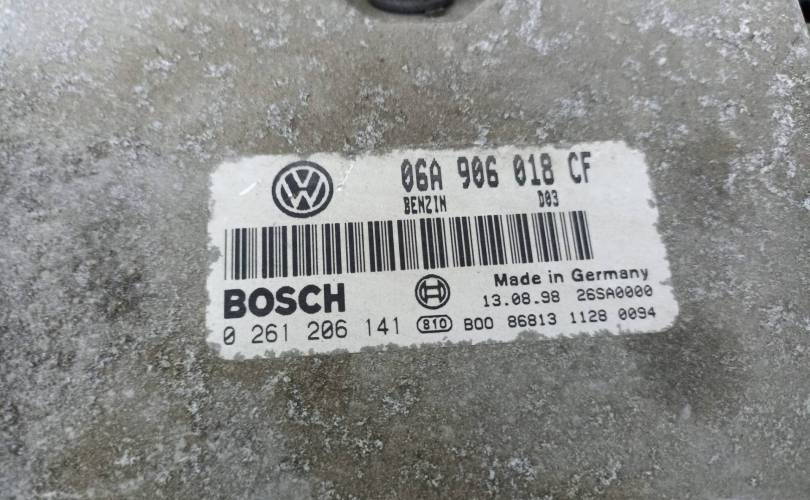 06A 906 018 CF
BENZIN D03
BOSCH
Made in Germany
13.08.98 26SA0000
0 261 206 141 810 B00 86813 1128 0094